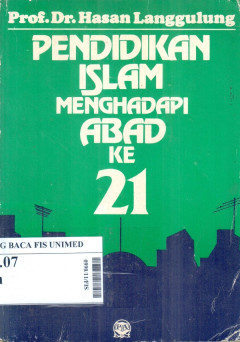 Prof. Dr. Hasan Langgulung
PENDIDIKAN
ISLAM
MENGHADAPI
ABAD
KE
21
G BACA FIS UNIMED
.07